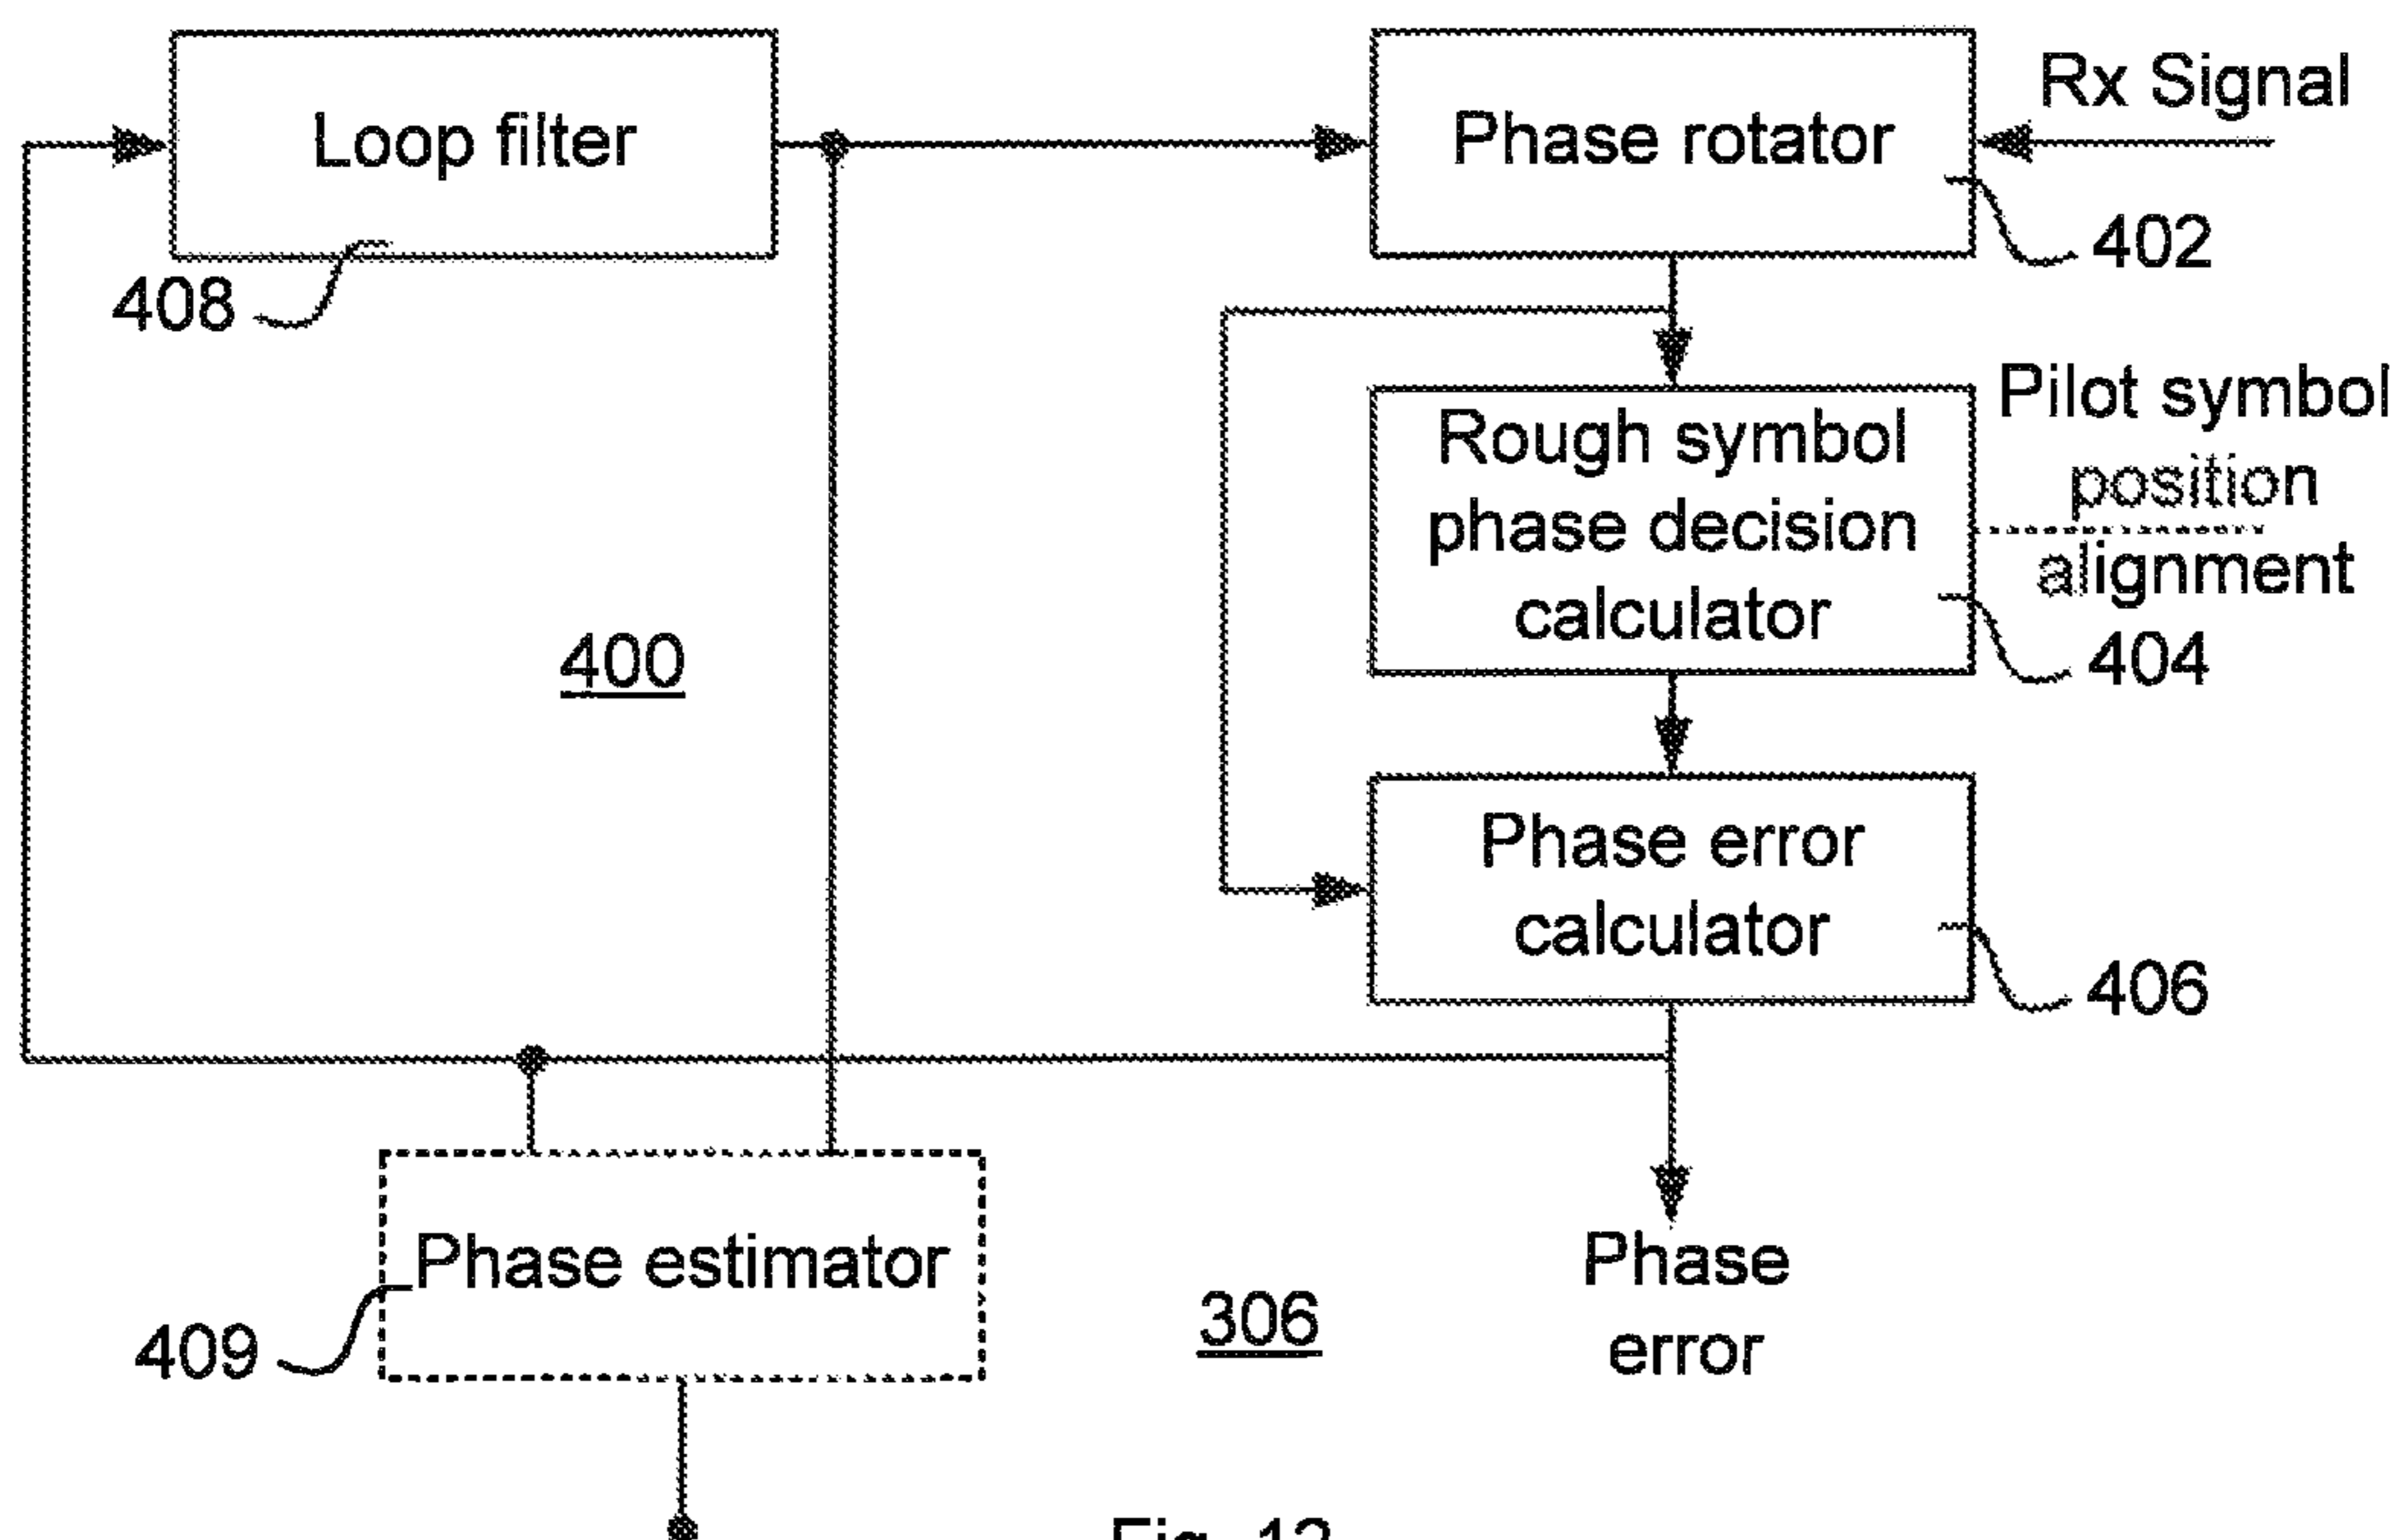 Loop filter
408
Phase rotator
Rx Signal
402
Rough symbol
phase decision
calculator
Pilot symbol
position
alignment
404
400
Phase error
calculator
406
Phase estimator
409
306
Phase
error